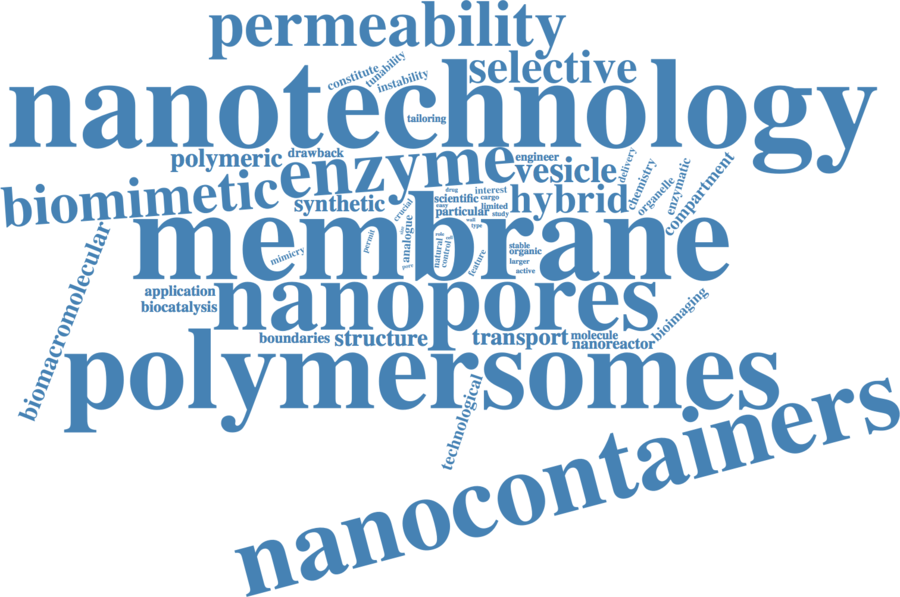 permeability
constitute
tunability
instability
selective
nanotechnology
tailoring
polymeric
drawback
enzyme
engineer
vesicle
delivery
chemistry
organelle
enzymatic
compartment
biomimetic
synthetic
crucial
drug
scientific
easy
particular
interest
cargo
limited
study
hybrid
membrane
mimicry
permit
size
analogue
pore
natural
role
control
wall
type
feature
stable
organic
larger
active
biomacromolecular
application
biocatalysis
nanopores
bioimaging
boundaries
structure
transport
molecule
nanoreactor
polymersomes
technological
nanocontainers